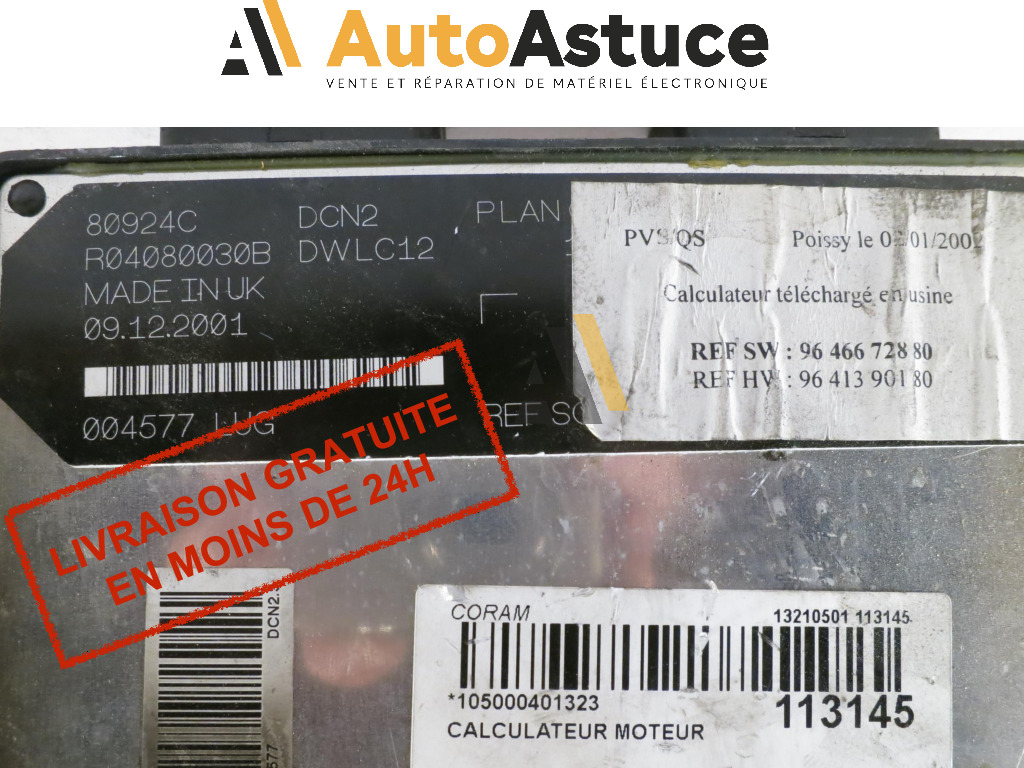 AutoAstuce
VENTE ET RÉPARATION DE MATÉRIEL ÉLECTRONIQUE
80924C DCN2 PLAN
R04080030B DWLC12
MADE IN UK
09.12.2001
004577 LUG
REF
PVS/QS Poissy le
Calculateur téléchargé en usine
REF SW : 96 466 728 80
REF HW : 96 413 901 80
LIVRAISON GRATUITE
EN MOINS DE 24H
DCN2.
4577
CORAM 13210501 113145
*105000401323
113145
CALCULATEUR MOTEUR